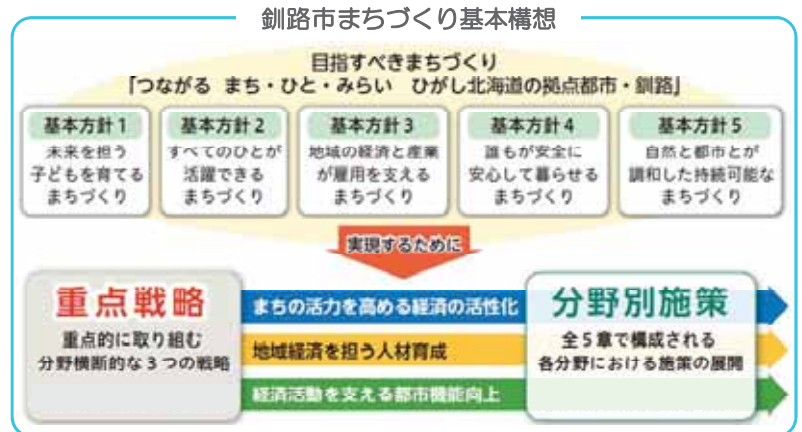 釧路市まちづくり基本構想
目指すべきまちづくり
「つながる まち・ひと・みらい ひがし北海道の拠点都市・釧路」
基本方針1
未来を担う
子どもを育てる
まちづくり
基本方針2
すべてのひとが
活躍できる
まちづくり
基本方針3
地域の経済と産業
が雇用を支える
まちづくり
基本方針4
誰もが安全に
安心して暮らせる
まちづくり
基本方針5
自然と都市とが
調和した持続可能な
まちづくり
実現するために
重点戦略
重点的に取り組む
分野横断的な3つの戦略
まちの活力を高める経済の活性化
地域経済を担う人材育成
経済活動を支える都市機能向上
分野別施策
全5章で構成される
各分野における施策の展開